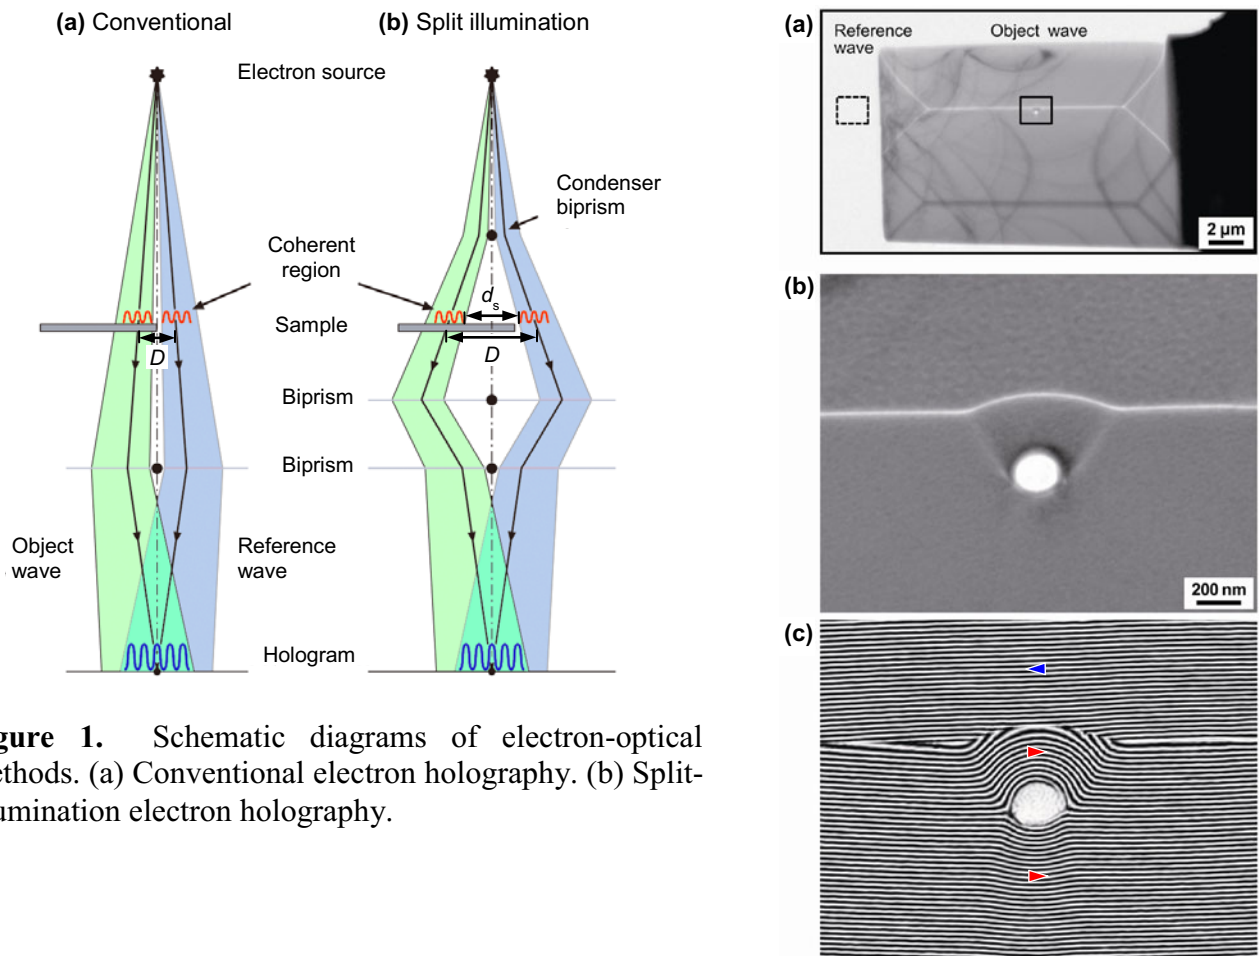 (a) Conventional
(b) Split illumination
Electron source
Condenser
biprism
Coherent
region
ds
Sample
D
D
Biprism
Biprism
Object
wave
Reference
wave
Hologram
gure 1. Schematic diagrams of electron-optical
ethods. (a) Conventional electron holography. (b) Split-
lumination electron holography.
(a)
Reference
wave
Object wave
2 µm
(b)
200 nm
(c)